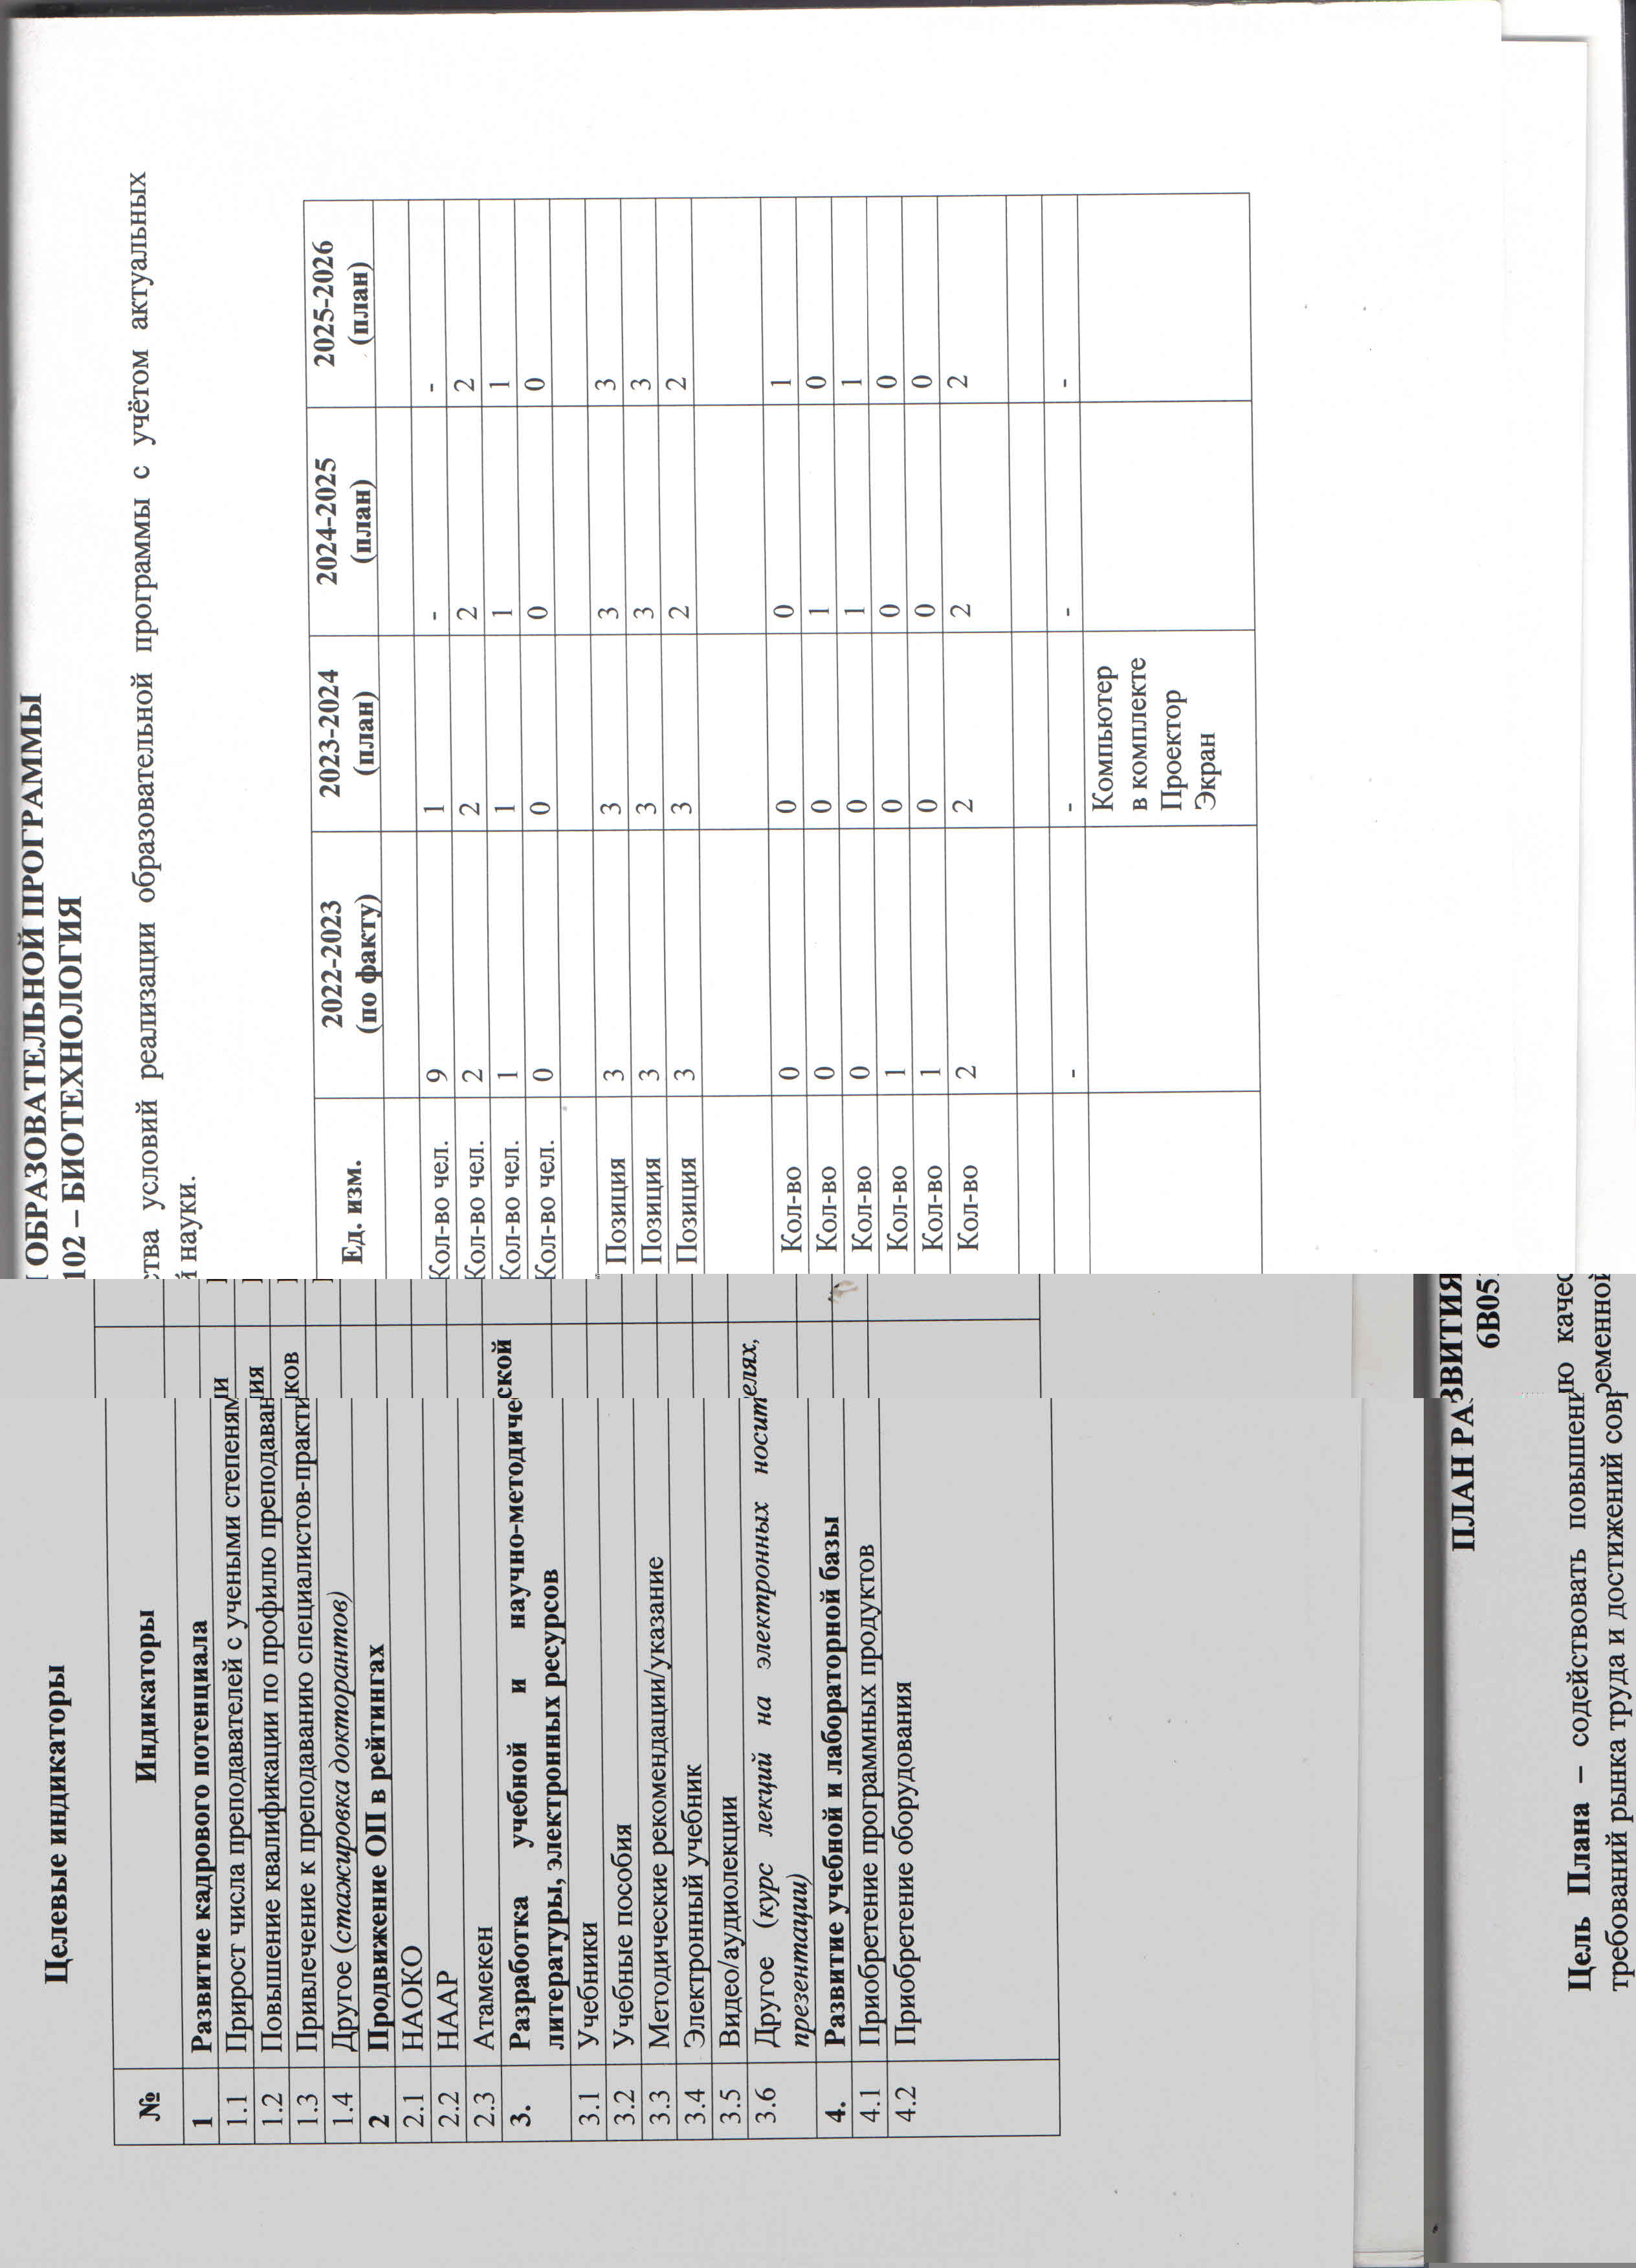 ПЛАН РАЗВИТИЯ ОБРАЗОВАТЕЛЬНОЙ ПРОГРАММЫ
6B05102 – БИОТЕХНОЛОГИЯ
Цель Плана – содействовать повышению качества условий реализации образовательной программы с учётом актуальных
требований рынка труда и достижений современной науки.
Целевые индикаторы
№ Индикаторы Ед. изм. 2022-2023 (по факту) 2023-2024 (план) 2024-2025 (план) 2025-2026 (план)
1 Развитие кадрового потенциала
1.1 Прирост числа преподавателей с учеными степенями Кол-во чел. 9 1 - -
1.2 Повышение квалификации по профилю преподавания Кол-во чел. 2 2 2 2
1.3 Привлечение к преподаванию специалистов-практиков Кол-во чел. 1 1 1 1
1.4 Другое (стажировка докторантов) Кол-во чел. 0 0 0 0
2 Продвижение ОП в рейтингах
2.1 НАОКО Позиция 3 3 3 3
2.2 НААР Позиция 3 3 3 3
2.3 Атамекен Позиция 3 3 2 2
3. Разработка учебной и научно-методической
литературы, электронных ресурсов
3.1 Учебники Кол-во 0 0 0 1
3.2 Учебные пособия Кол-во 0 0 1 0
3.3 Методические рекомендации/указание Кол-во 0 0 1 1
3.4 Электронный учебник Кол-во 1 0 0 0
3.5 Видео/аудиолекции Кол-во 1 0 0 0
3.6 Другое (курс лекций на электронных носителях, Кол-во 2 2 2 2
презентации)
4. Развитие учебной и лабораторной базы
4.1 Приобретение программных продуктов - - - -
4.2 Приобретение оборудования Компьютер
в комплекте
Проектор
Экран